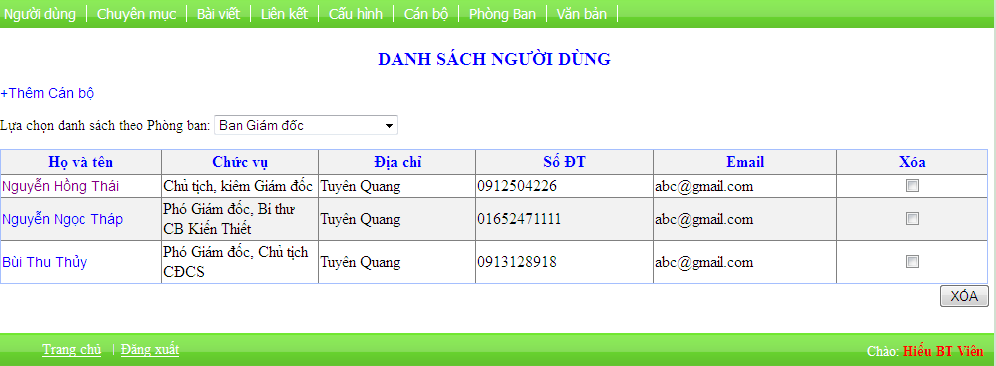 Người dùng Chuyên mục Bài viết Liên kết Cấu hình Cán bộ Phòng Ban Văn bản
DANH SÁCH NGƯỜI DÙNG
+Thêm Cán bộ
Lựa chọn danh sách theo Phòng ban: Ban Giám đốc
Họ và tên Chức vụ Địa chỉ Số ĐT Email Xóa
Nguyễn Hồng Thái Chủ tịch, kiêm Giám đốc Tuyên Quang 0912504226 abc@gmail.com
Nguyễn Ngọc Tháp Phó Giám đốc, Bí thư CB Kiến Thiết Tuyên Quang 01652471111 abc@gmail.com
Bùi Thu Thủy Phó Giám đốc, Chủ tịch CĐCS Tuyên Quang 0913128918 abc@gmail.com
XÓA
Trang chủ | Đăng xuất Chào: Hiếu BT Viên